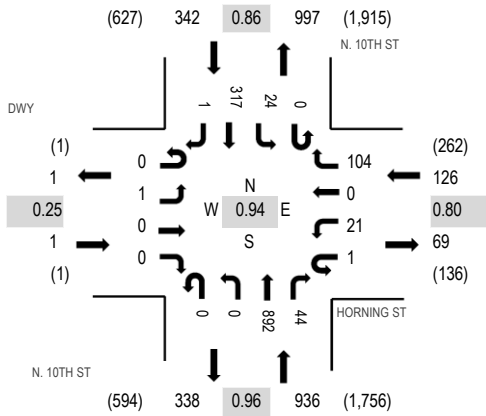 (627) 342 0.86 997 (1,915)
N. 10TH ST
1 317 24 0
DWY
(1) 0 104 (262)
1 126
1 N 0
0.25 W 0.94 E 0.80
0 S 21
1 0 1 69
(1) (136)
0 0 892 44
HORNING ST
N. 10TH ST
(594) 338 0.96 936 (1,756)